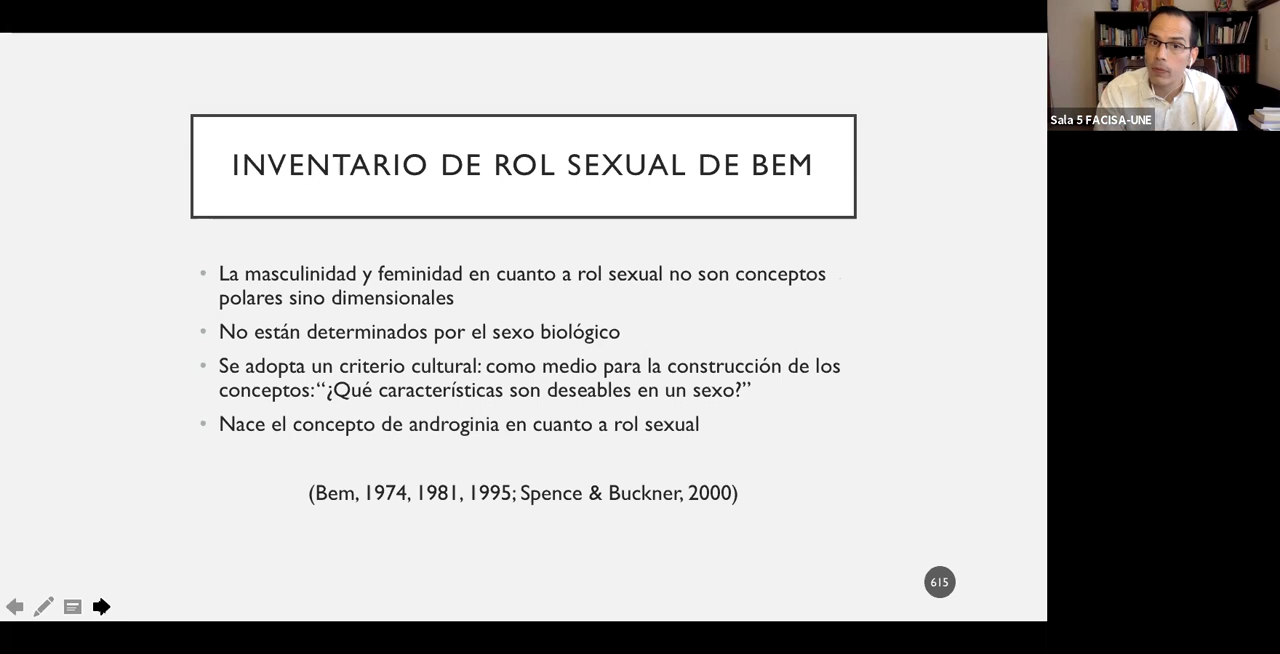 INVENTARIO DE ROL SEXUAL DE BEM
• La masculinidad y feminidad en cuanto a rol sexual no son conceptos
polares sino dimensionales
• No están determinados por el sexo biológico
• Se adopta un criterio cultural: como medio para la construcción de los
conceptos: “¿Qué características son deseables en un sexo?”
• Nace el concepto de androginia en cuanto a rol sexual
(Bem, 1974, 1981, 1995; Spence & Buckner, 2000)
615
Sala 5 FACISA-UNE